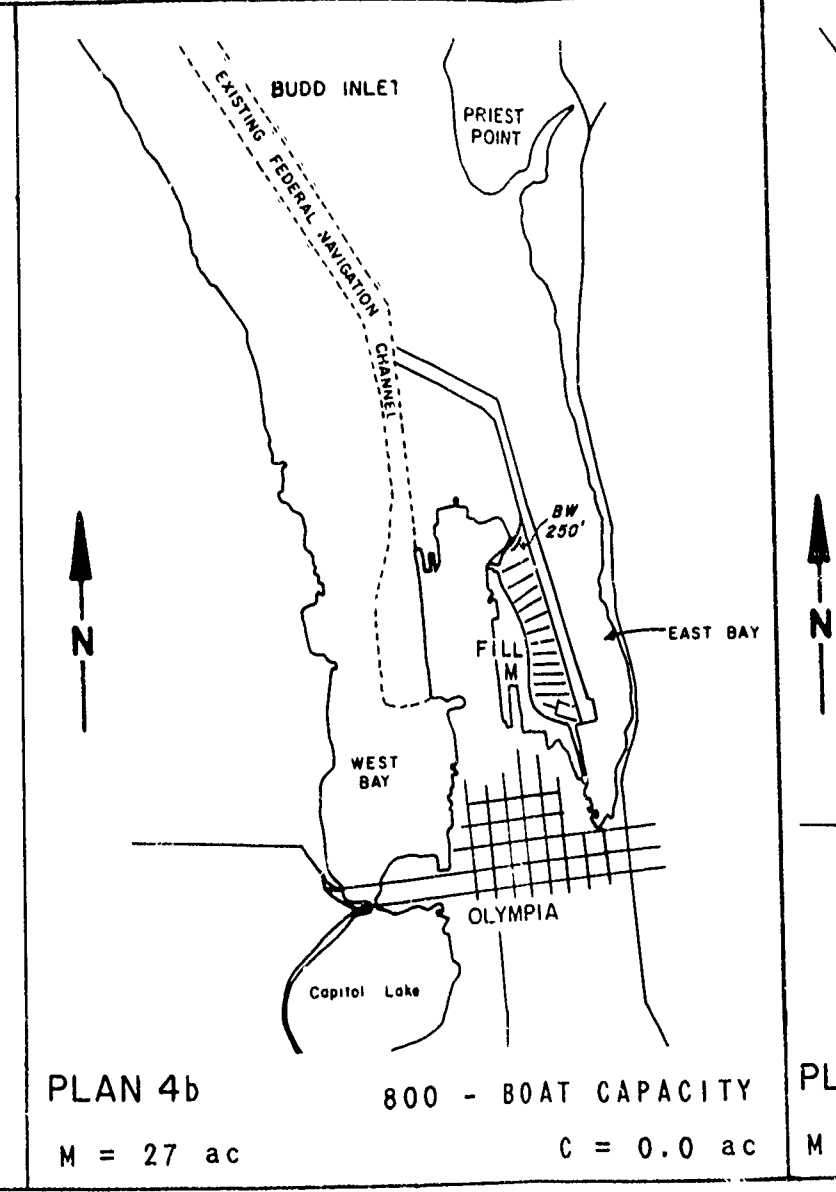 BUDD INLET
EXISTING FEDERAL NAVIGATION CHANNEL
PRIEST
POINT
BW
250'
N
N
EAST BAY
FILL
M
WEST
BAY
OLYMPIA
Capitol Lake
PLAN 4b
800 - BOAT CAPACITY
PL
M = 27 ac
C = 0.0 ac
M